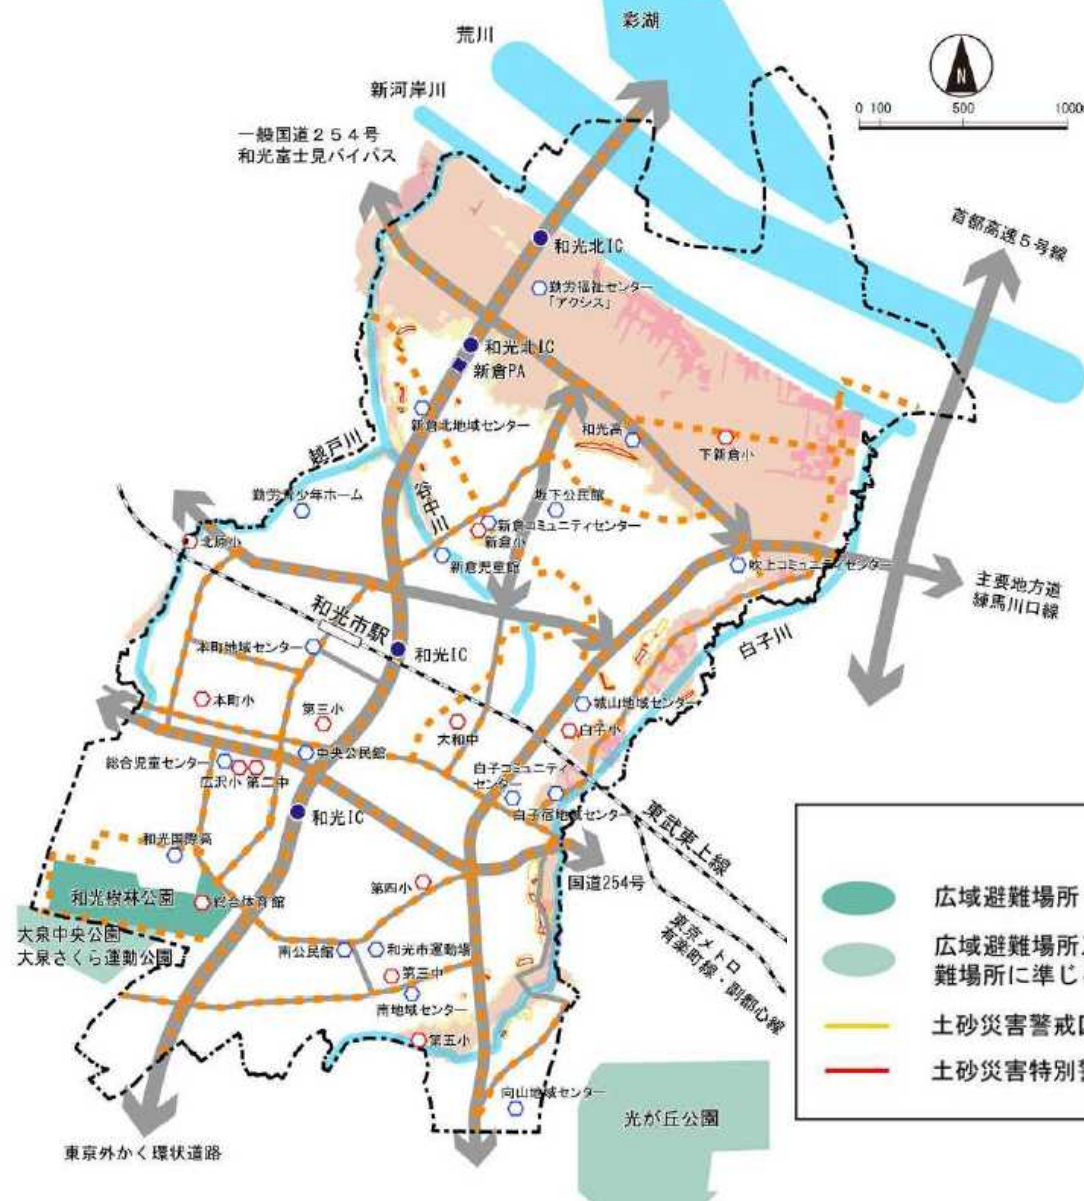 彩湖
荒川
新河岸川
一般国道254号
和光富士見バイパス
N
0 100 500 1000
首都高速5号線
和光北IC
勤労福祉センター
「アクシス」
和光北IC
新倉PA
新倉北地域センター
和光高
下新倉小
越戸川
谷中川
勤労青少年ホーム
坂下公民館
新倉コミュニティセンター
新倉小
北原小
新倉児童館
吹上コミュニティセンター
主要地方道
練馬川口線
和光市駅
本町地域センター
和光IC
白子川
本町小
第三小
大和中
城山地域センター
白子小
総合児童センター
中央公民館
広沢小 第二中
白子コミュニティ
センター
白子宿地域センター
和光IC
東武東上線
和光国際高
国道254号
第四小
和光樹林公園
総合体育館
広域避難場所
大泉中央公園
大泉さくら運動公園
南公民館
和光市運動場
東京メトロ
有楽町線・副都心線
広域避難場所
難場所に準じ
第三中
南地域センター
土砂災害警戒
第五小
土砂災害特別
向山地域センター
光が丘公園
東京外かく環状道路